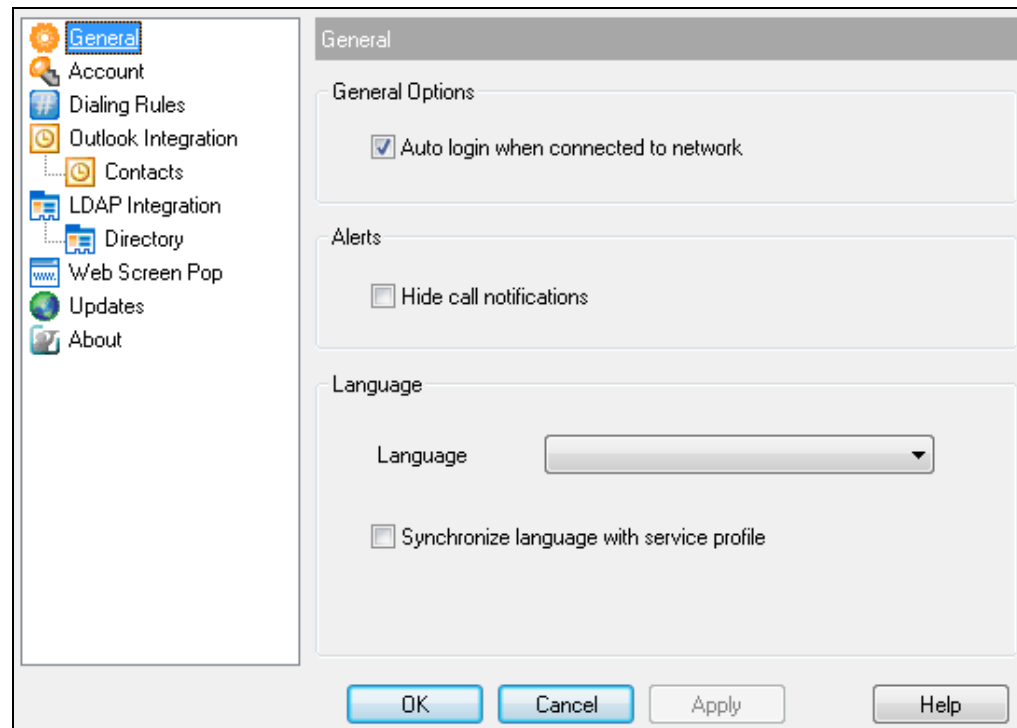 General
Account
Dialing Rules
Outlook Integration
Contacts
LDAP Integration
Directory
www.
Web Screen Pop
Updates
About
General
General Options
Auto login when connected to network
Alerts
Hide call notifications
Language
Language
Synchronize language with service profile
OK
Cancel
Apply
Help